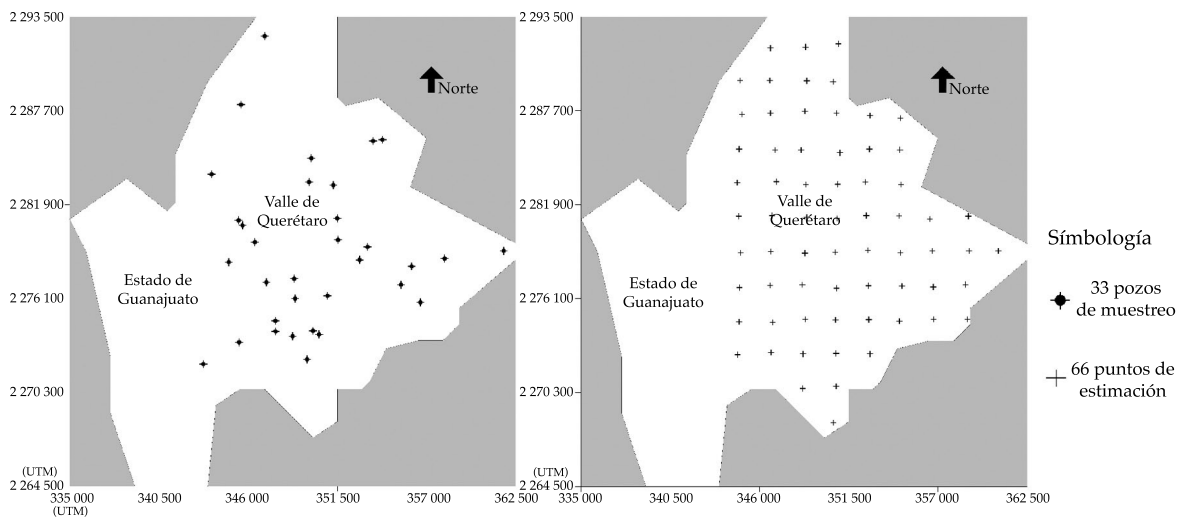 2 293 500
2 287 700
2 281 900
2 276 100
2 270 300
(UTM)
2 264 500
335 000
340 500
346 000
351 500
357 000
362 500
(UTM)
Norte
Valle de
Querétaro
Estado de
Guanajuato
2 293 500
2 287 700
2 281 900
2 276 100
2 270 300
(UTM)
2 264 500
335 000
346 000
351 500
357 000
362 500
Norte
Valle de
Querétaro
Estado de
Guanajuato
Símbología
33 pozos
de muestreo
66 puntos de
estimación